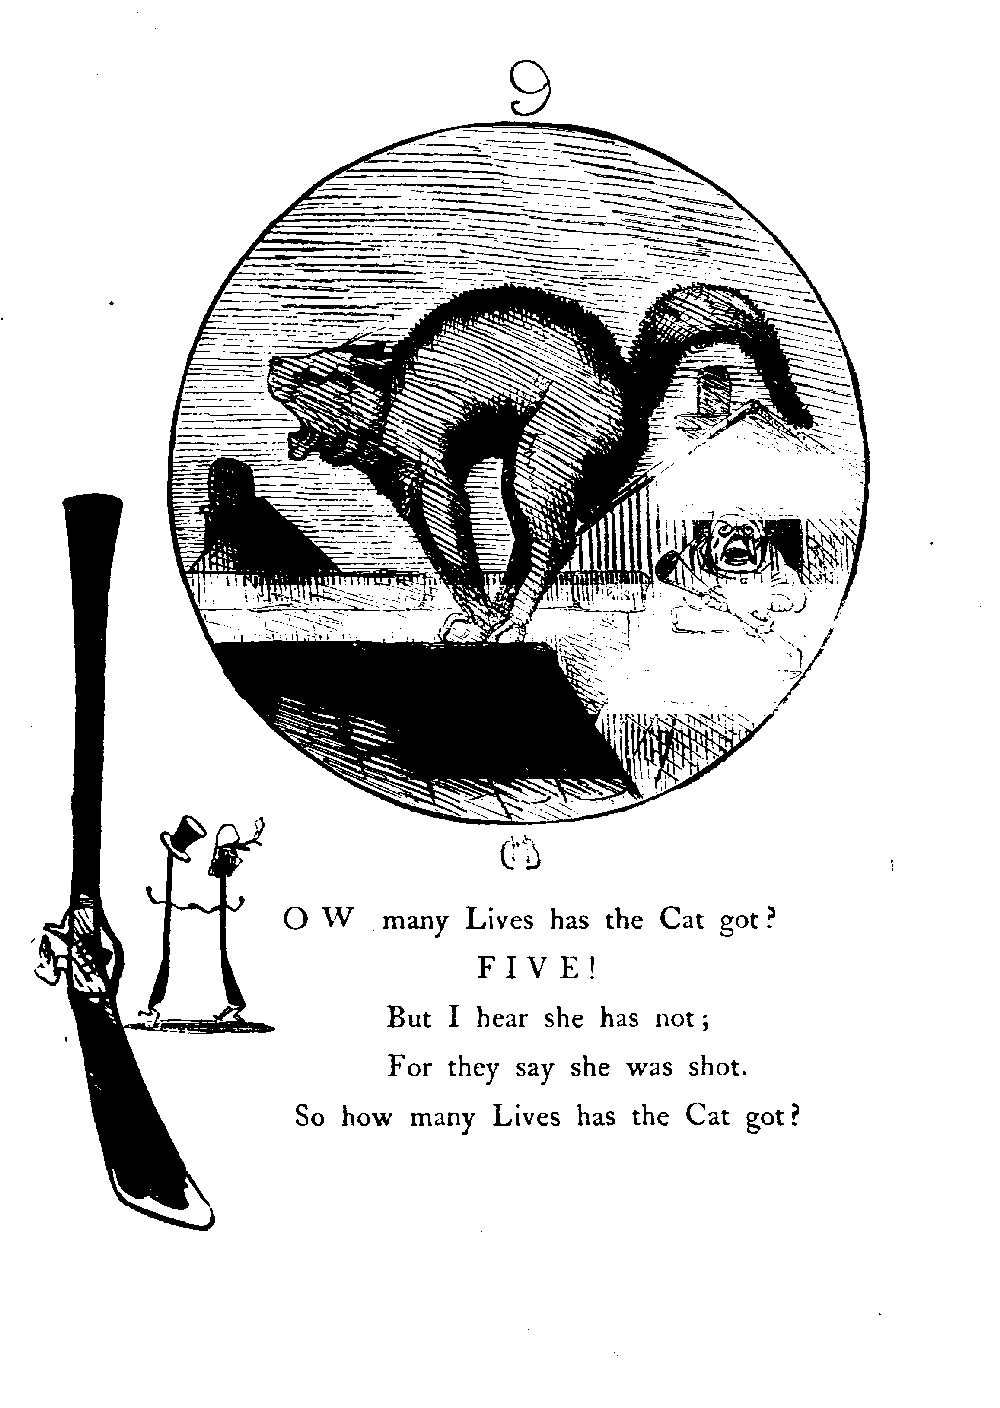 9
OW many Lives has the Cat got?
FIVE!
But I hear she has not;
For they say she was shot.
So how many Lives has the Cat got?